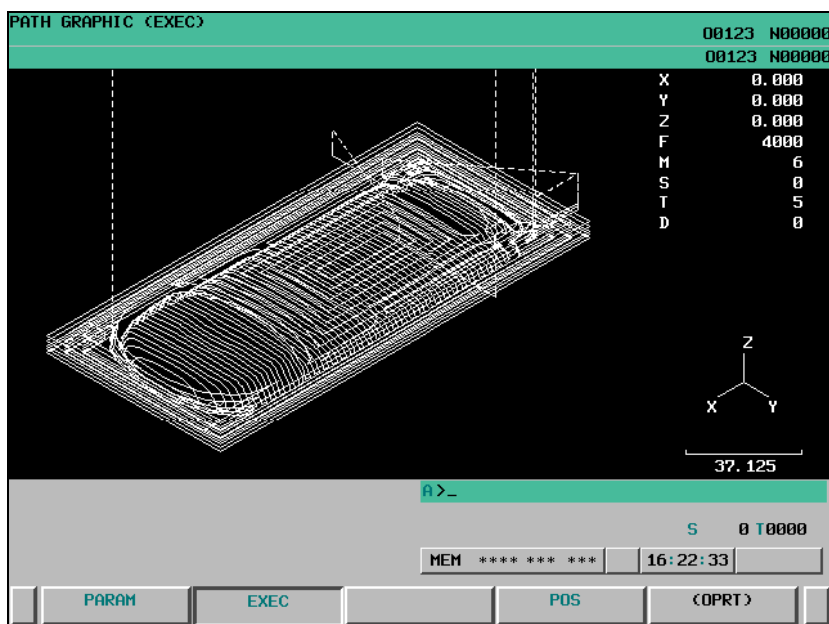 PATH GRAPHIC (EXEC)
O0123 N00000
O0123 N00000
X 0.000
Y 0.000
Z 0.000
F 4000
M 6
S 0
T 5
D 0
Z
X Y
37.125
A>_
S 0 T0000
MEM **** *** *** 16:22:33
PARAM EXEC POS (OPRT)